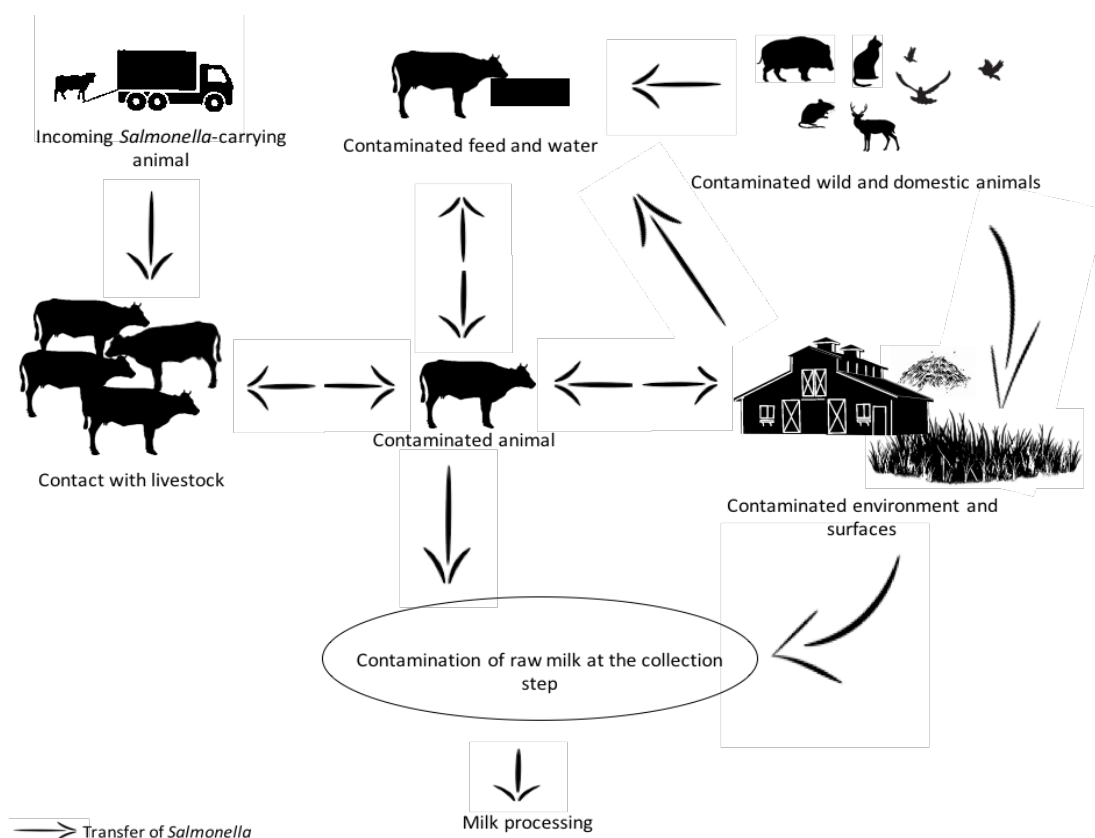 Incoming Salmonella-carrying
animal
Contaminated feed and water
Contaminated wild and domestic animals
Contact with livestock
Contaminated animal
Contaminated environment and
surfaces
Contamination of raw milk at the collection
step
Milk processing
Transfer of Salmonella